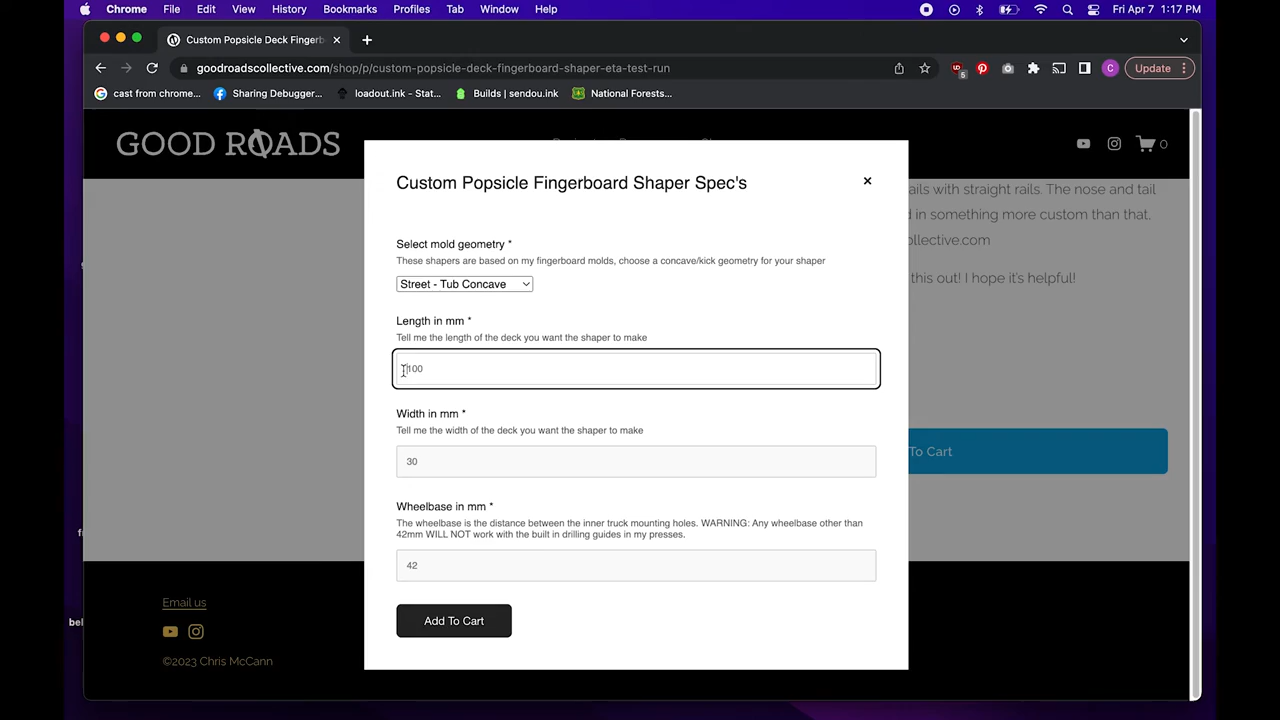 Chrome File Edit View History Bookmarks Profiles Tab Window Help Fri Apr 7 1:17 PM
Custom Popsicle Deck Fingerb
goodroadscollective.com/shop/p/custom-popsicle-deck-fingerboard-shaper-eta-test-run
5 C Update
cast from chrome... Sharing Debugger... loadout.ink - Stat... Builds | sendou.ink National Forests...
GOOD ROADS
0
Custom Popsicle Fingerboard Shaper Spec's
ails with straight rails. The nose and tail
d in something more custom than that,
ollective.com
this out! I hope it's helpful!
Select mold geometry *
These shapers are based on my fingerboard molds, choose a concave/kick geometry for your shaper
Street - Tub Concave
Length in mm *
Tell me the length of the deck you want the shaper to make
100
Width in mm *
Tell me the width of the deck you want the shaper to make
To Cart
30
Wheelbase in mm *
The wheelbase is the distance between the inner truck mounting holes. WARNING: Any wheelbase other than
42mm WILL NOT work with the built in drilling guides in my presses.
42
Add To Cart
Email us
©2023 Chris McCann